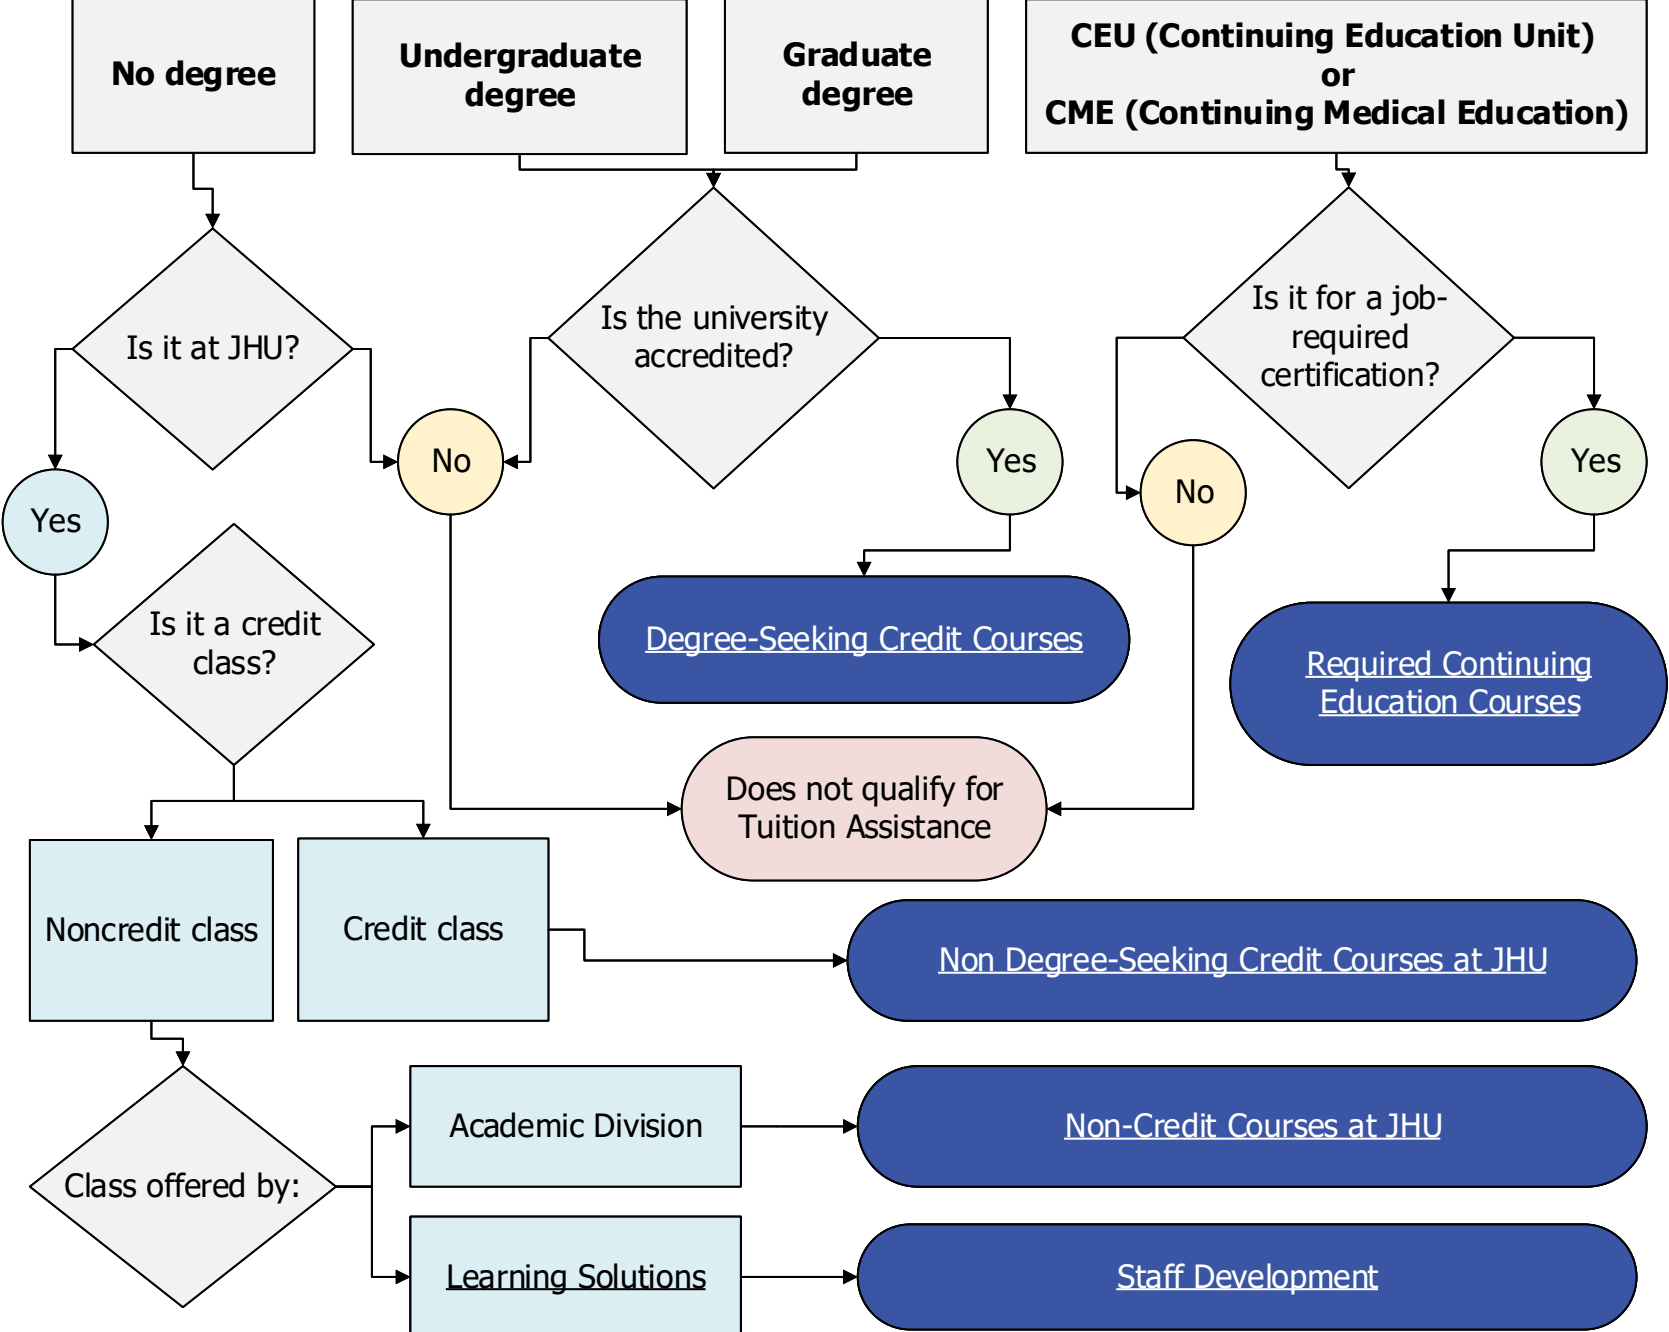 No degree
Undergraduate
degree
Graduate
degree
CEU (Continuing Education Unit)
or
CME (Continuing Medical Education)
Is it at JHU?
Is the university
accredited?
Is it for a job-
required
certification?
No
Yes
Yes
No
Yes
Is it a credit
class?
Degree-Seeking Credit Courses
Required Continuing
Education Courses
Does not qualify for
Tuition Assistance
Noncredit class
Credit class
Non Degree-Seeking Credit Courses at JHU
Class offered by:
Academic Division
Non-Credit Courses at JHU
Learning Solutions
Staff Development